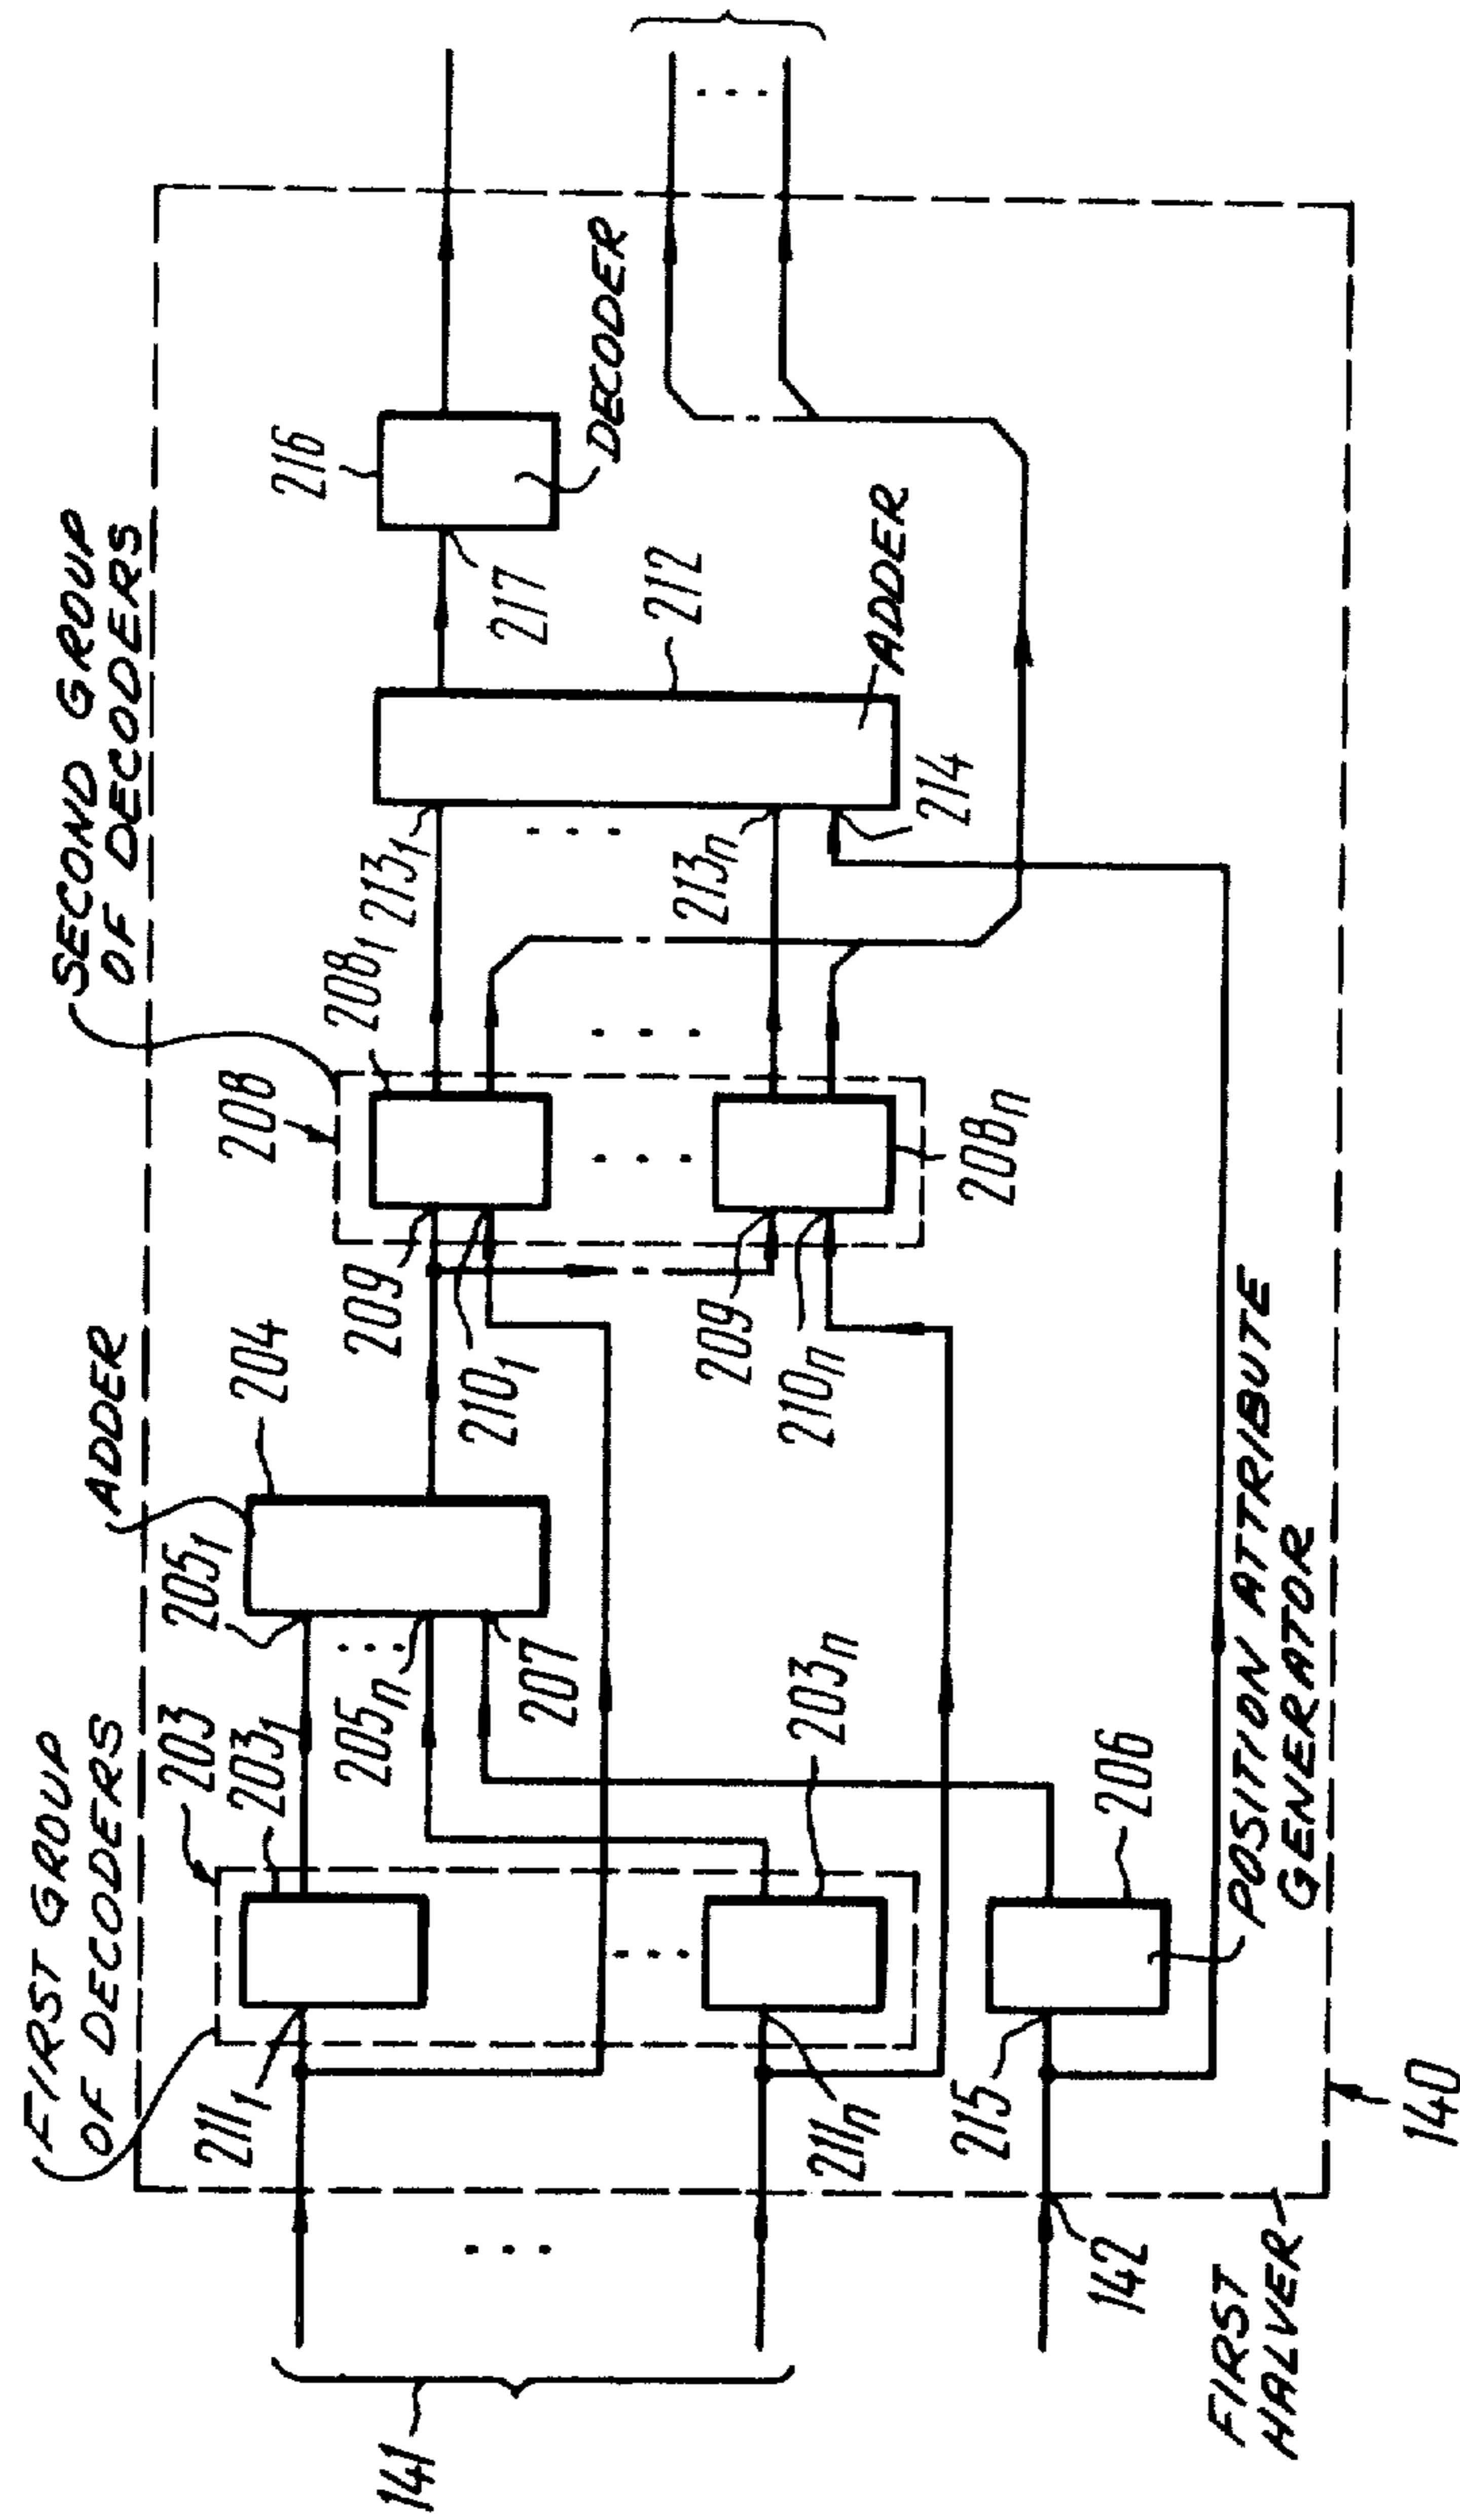 FIRST GROUP
OF DECODERS
ADDER
SECOND GROUP
OF DECODERS
203
203₁
205₁
204
208
208₁
213₁
216
211₁
205n
207
209
210₁
217
DECODER
212
141
203n
209
210n
213n
208n
214
ADDER
211n
215
206
142
POSITION ATTRIBUTE
GENERATOR
FIRST
HALVER
140